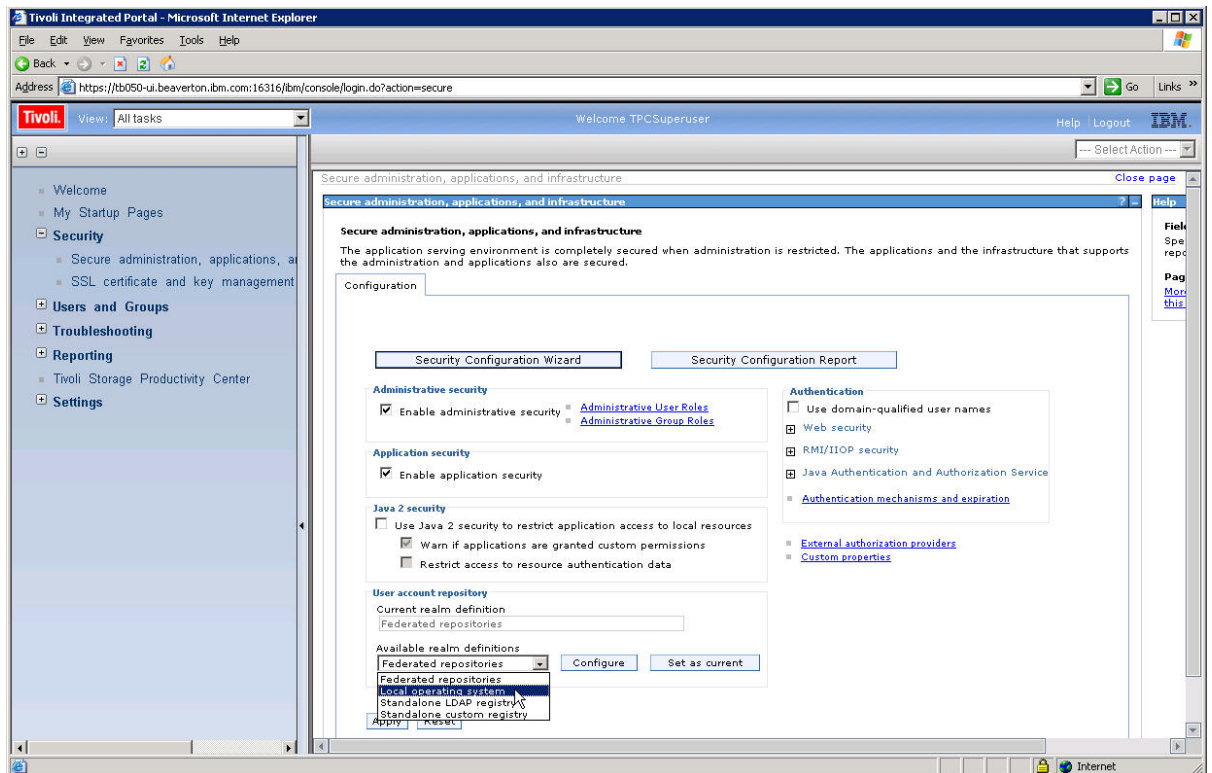 Tivoli Integrated Portal - Microsoft Internet Explorer
File Edit View Favorites Tools Help
Back
Address https://tb050-ui.beaverton.ibm.com:16316/ibm/console/login.do?action=secure Go Links »
Tivoli. View: All tasks Welcome TPCSuperuser Help Logout IBM.
--- Select Action ---
Welcome
My Startup Pages
Security
Secure administration, applications, a
SSL certificate and key management
Users and Groups
Troubleshooting
Reporting
Tivoli Storage Productivity Center
Settings
Secure administration, applications, and infrastructure Close page
Secure administration, applications, and infrastructure ? –
Secure administration, applications, and infrastructure
The application serving environment is completely secured when administration is restricted. The applications and the infrastructure that supports
the administration and applications also are secured.
Configuration
Security Configuration Wizard Security Configuration Report
Administrative security
Enable administrative security Administrative User Roles
Administrative Group Roles
Application security
Enable application security
Java 2 security
Use Java 2 security to restrict application access to local resources
Warn if applications are granted custom permissions
Restrict access to resource authentication data
User account repository
Current realm definition
Federated repositories
Available realm definitions
Federated repositories Configure Set as current
Federated repositories
Local operating system
Standalone LDAP registry
Standalone custom registry
Apply Reset
Authentication
Use domain-qualified user names
Web security
RMI/IIOP security
Java Authentication and Authorization Service
Authentication mechanisms and expiration
External authorization providers
Custom properties
Help
Fiel
Spe
repo
Pag
Mor
this
Internet